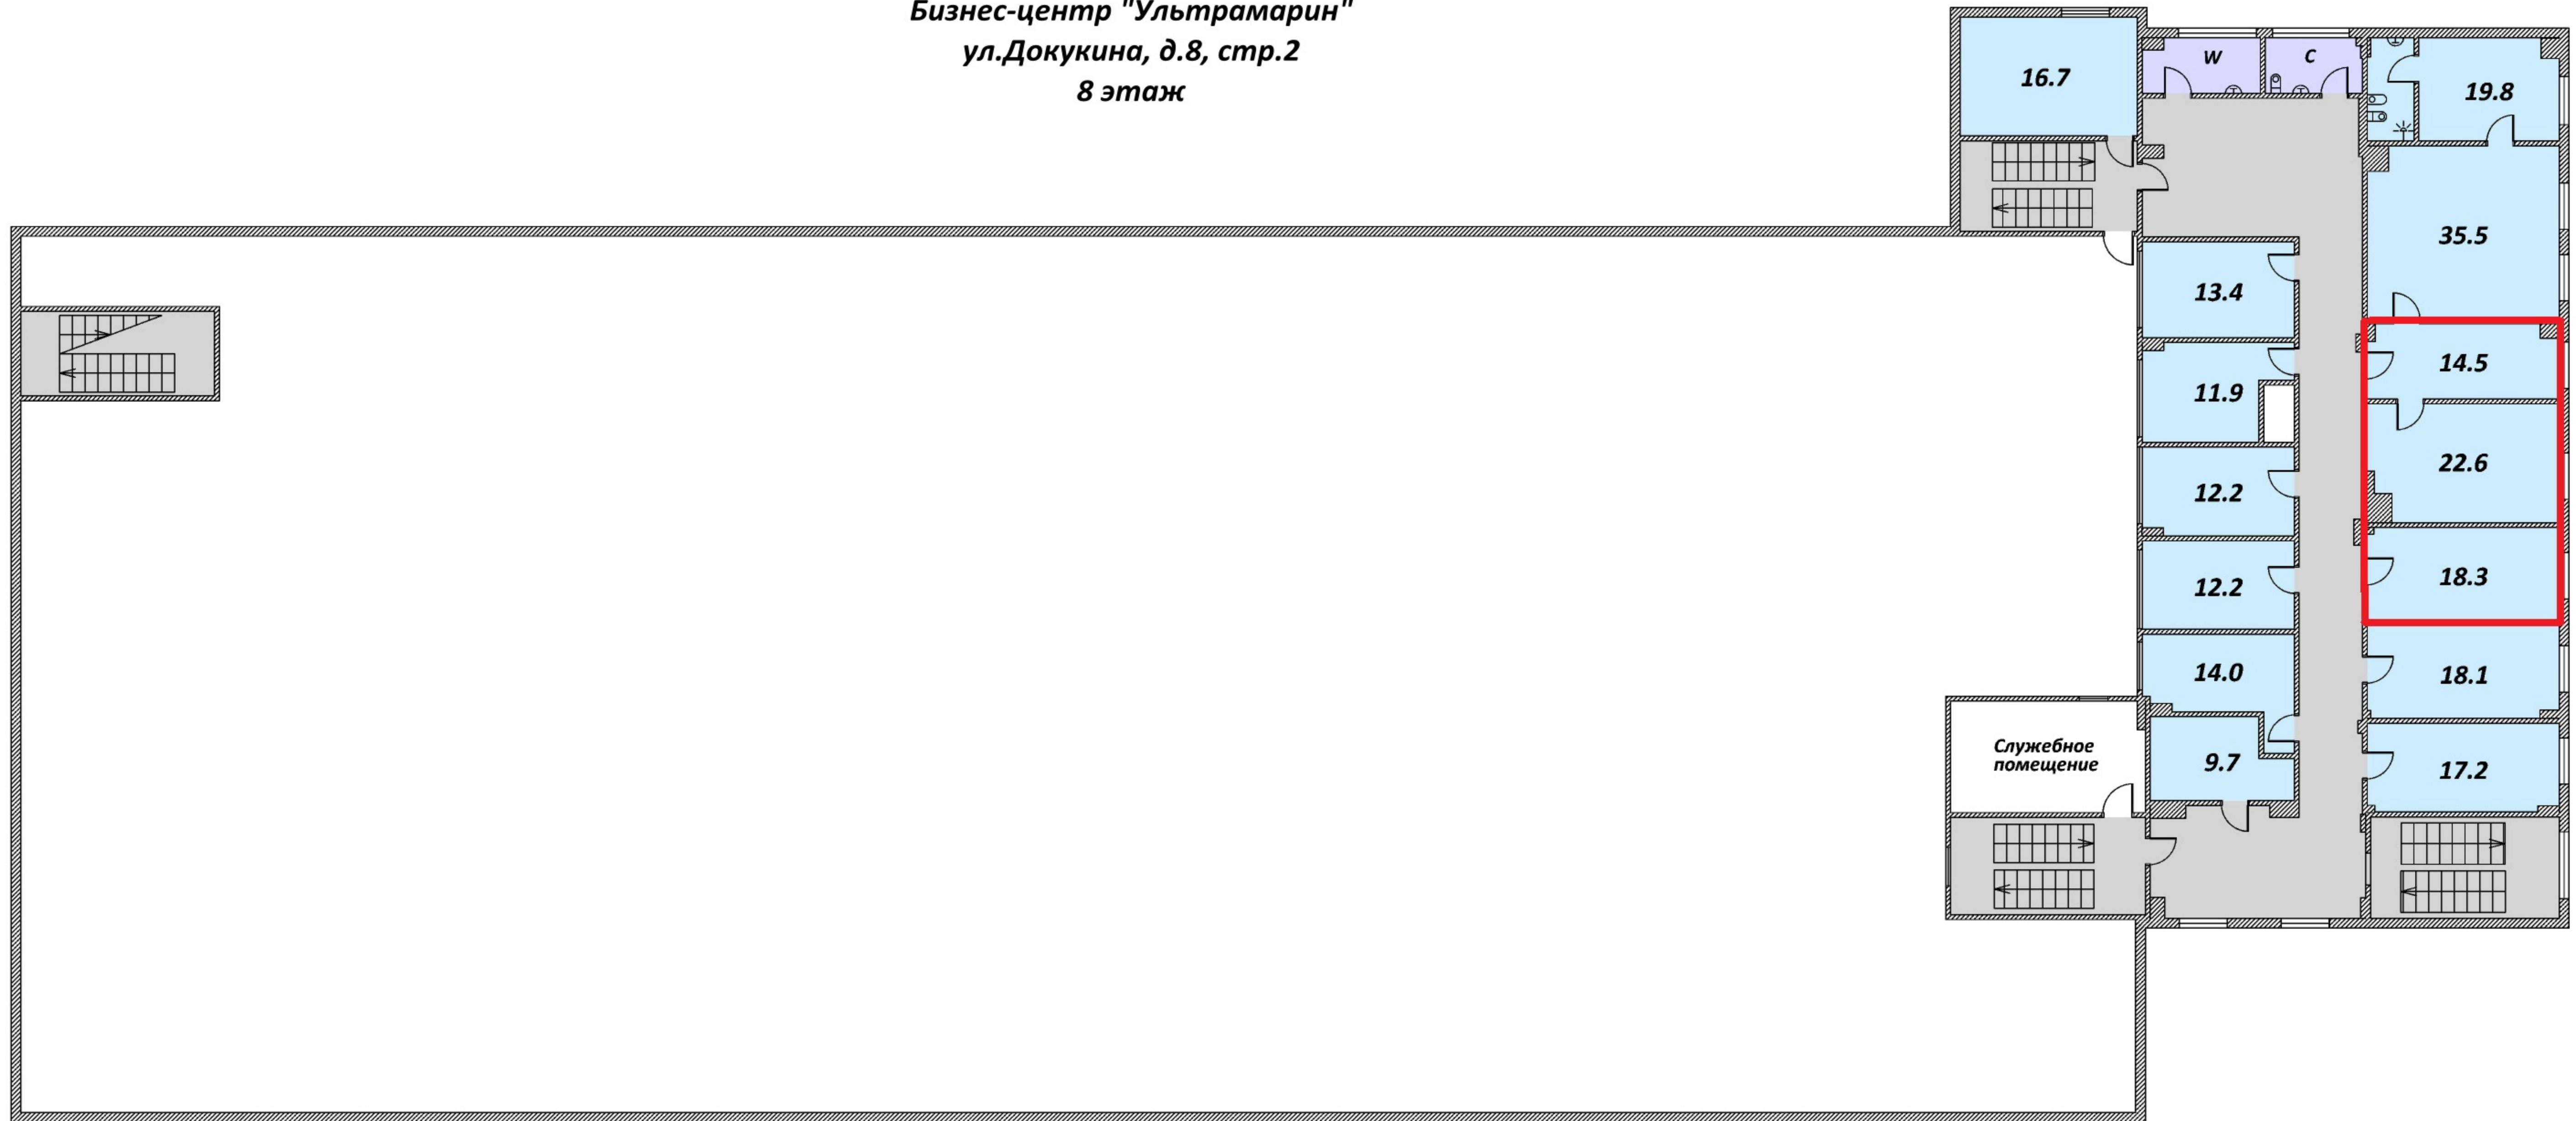 Бизнес-центр "Ультрамарин"
ул.Докукина, д.8, стр.2
8 этаж
16.7
W
C
19.8
35.5
13.4
14.5
11.9
22.6
12.2
18.3
12.2
14.0
18.1
Служебное
помещение
9.7
17.2